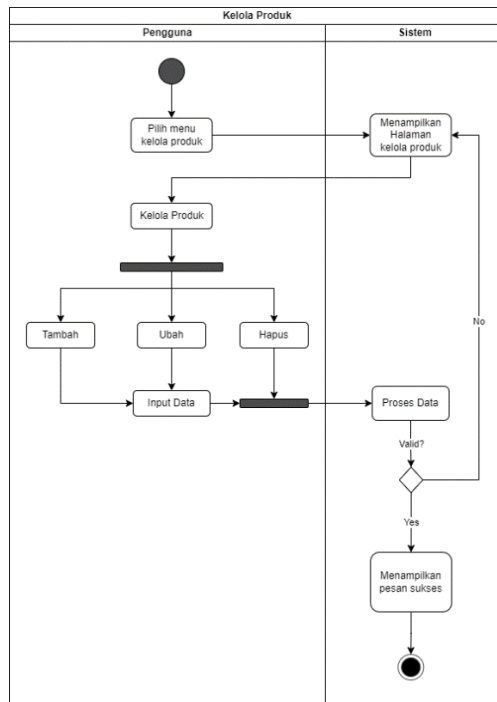 Kelola Produk
Pengguna
Sistem
Pilih menu
kelola produk
Menampilkan
Halaman
kelola produk
Kelola Produk
Tambah
Ubah
Hapus
No
Input Data
Proses Data
Valid?
Yes
Menampilkan
pesan sukses